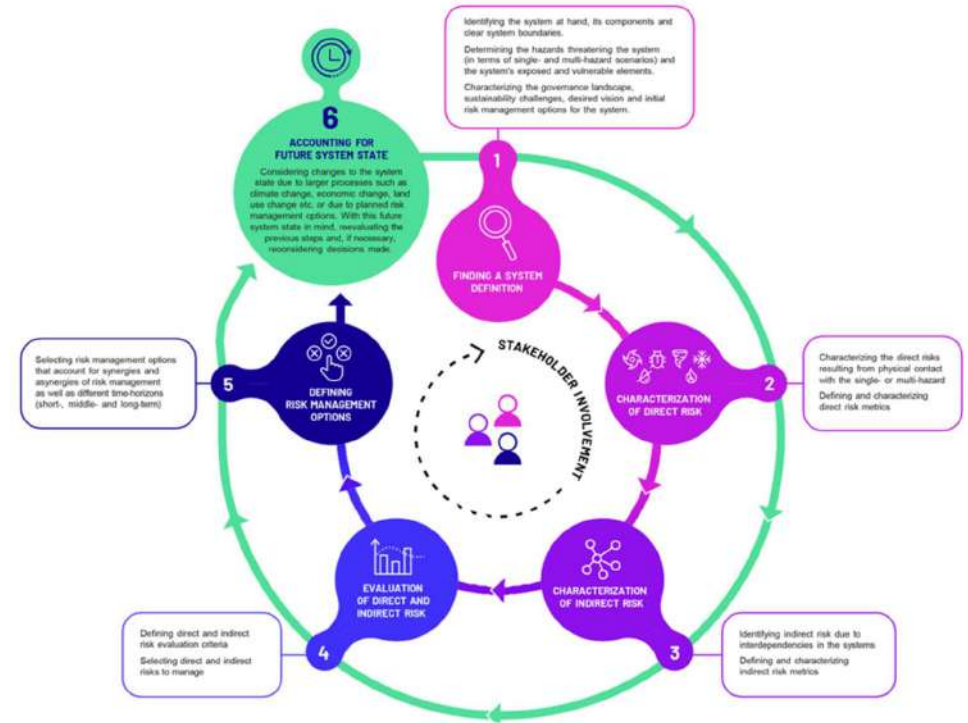 Identifying the system at hand, its components and
clear system boundaries.
Determining the hazards threatening the system
(in terms of single- and multi-hazard scenarios) and
the system's exposed and vulnerable elements.
Characterizing the governance landscape,
sustainability challenges, desired vision and initial
risk management options for the system.
6
ACCOUNTING FOR
FUTURE SYSTEM STATE
Considering changes to the system
state due to larger processes such as
climate change, economic change, land
use change etc. or due to planned risk
management options. With this future
system state in mind, reevaluating the
previous steps and, if necessary,
reconsidering decisions made.
1
FINDING A SYSTEM
DEFINITION
2
CHARACTERIZATION
OF DIRECT RISK
Characterizing the direct risks
resulting from physical contact
with the single- or multi-hazard
Defining and characterizing
direct risk metrics
3
CHARACTERIZATION
OF INDIRECT RISK
Identifying indirect risk due to
interdependencies in the systems
Defining and characterizing
indirect risk metrics
4
EVALUATION
OF DIRECT AND
INDIRECT RISK
Defining direct and indirect
risk evaluation criteria
Selecting direct and indirect
risks to manage
5
DEFINING
RISK MANAGEMENT
OPTIONS
Selecting risk management options
that account for synergies and
asynergies of risk management
as well as different time-horizons
(short-, middle- and long-term)
STAKEHOLDER INVOLVEMENT